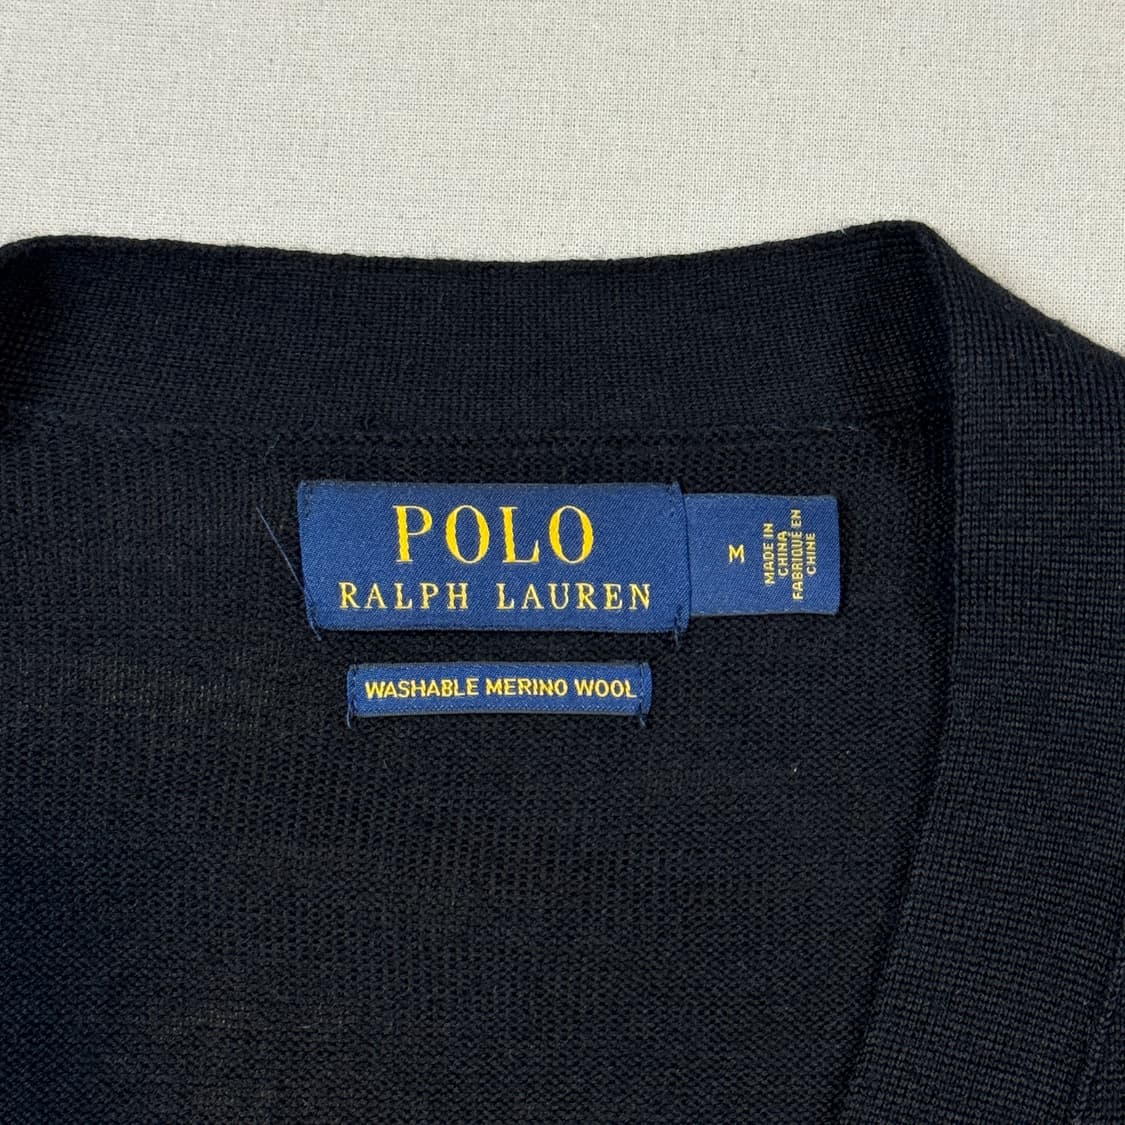 POLO
RALPH LAUREN
M
MADE IN
CHINA
FABRIQUÉ EN
CHINE
WASHABLE MERINO WOOL